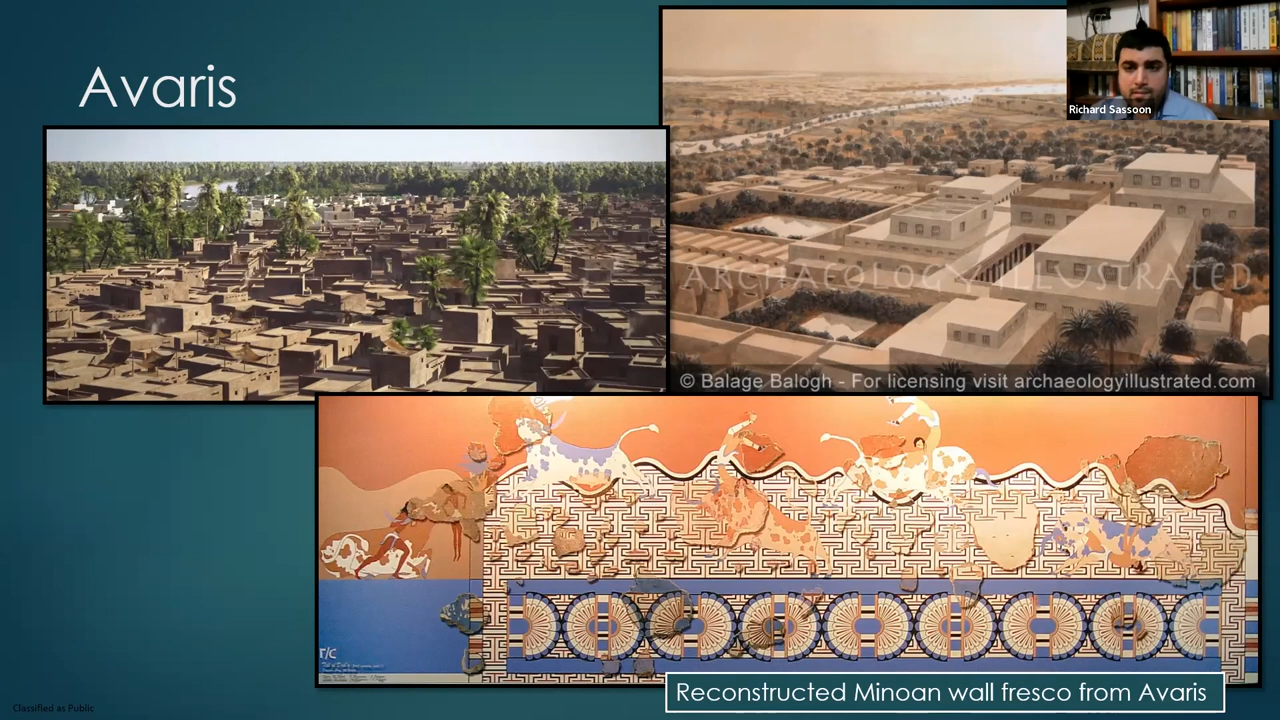 Avaris
Richard Sassoon
ARCHAEOLOGY ILLUSTRATED
© Balage Balogh - For licensing visit archaeologyillustrated.com
T/C
Reconstructed Minoan wall fresco from Avaris
Classified as Public